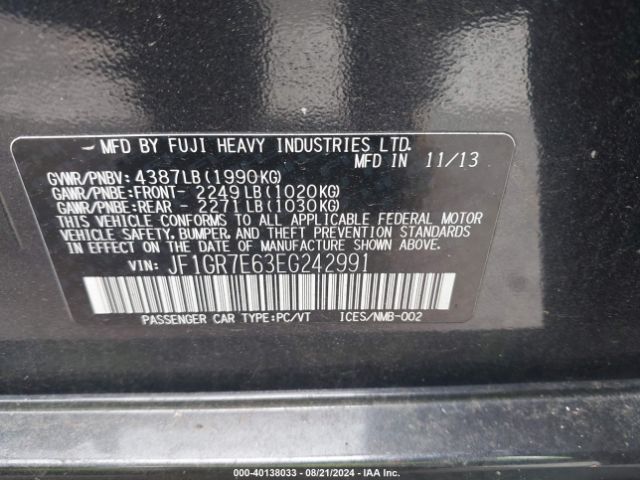 MFD BY FUJI HEAVY INDUSTRIES LTD.
MFD IN 11/13
GVWR/PNBV: 4387LB(1990KG)
GAWR/PNBE:FRONT- 2249LB(1020KG)
GAWR/PNBE:REAR - 2271LB(1030KG)
THIS VEHICLE CONFORMS TO ALL APPLICABLE FEDERAL MOTOR
VEHICLE SAFETY, BUMPER, AND THEFT PREVENTION STANDARDS
IN EFFECT ON THE DATE OF MANUFACTURE SHOWN ABOVE.
VIN: JF1GR7E63EG242991
PASSENGER CAR TYPE:PC/VT ICES/NMB-002
000-40138033 - 08/21/2024 - IAA Inc.